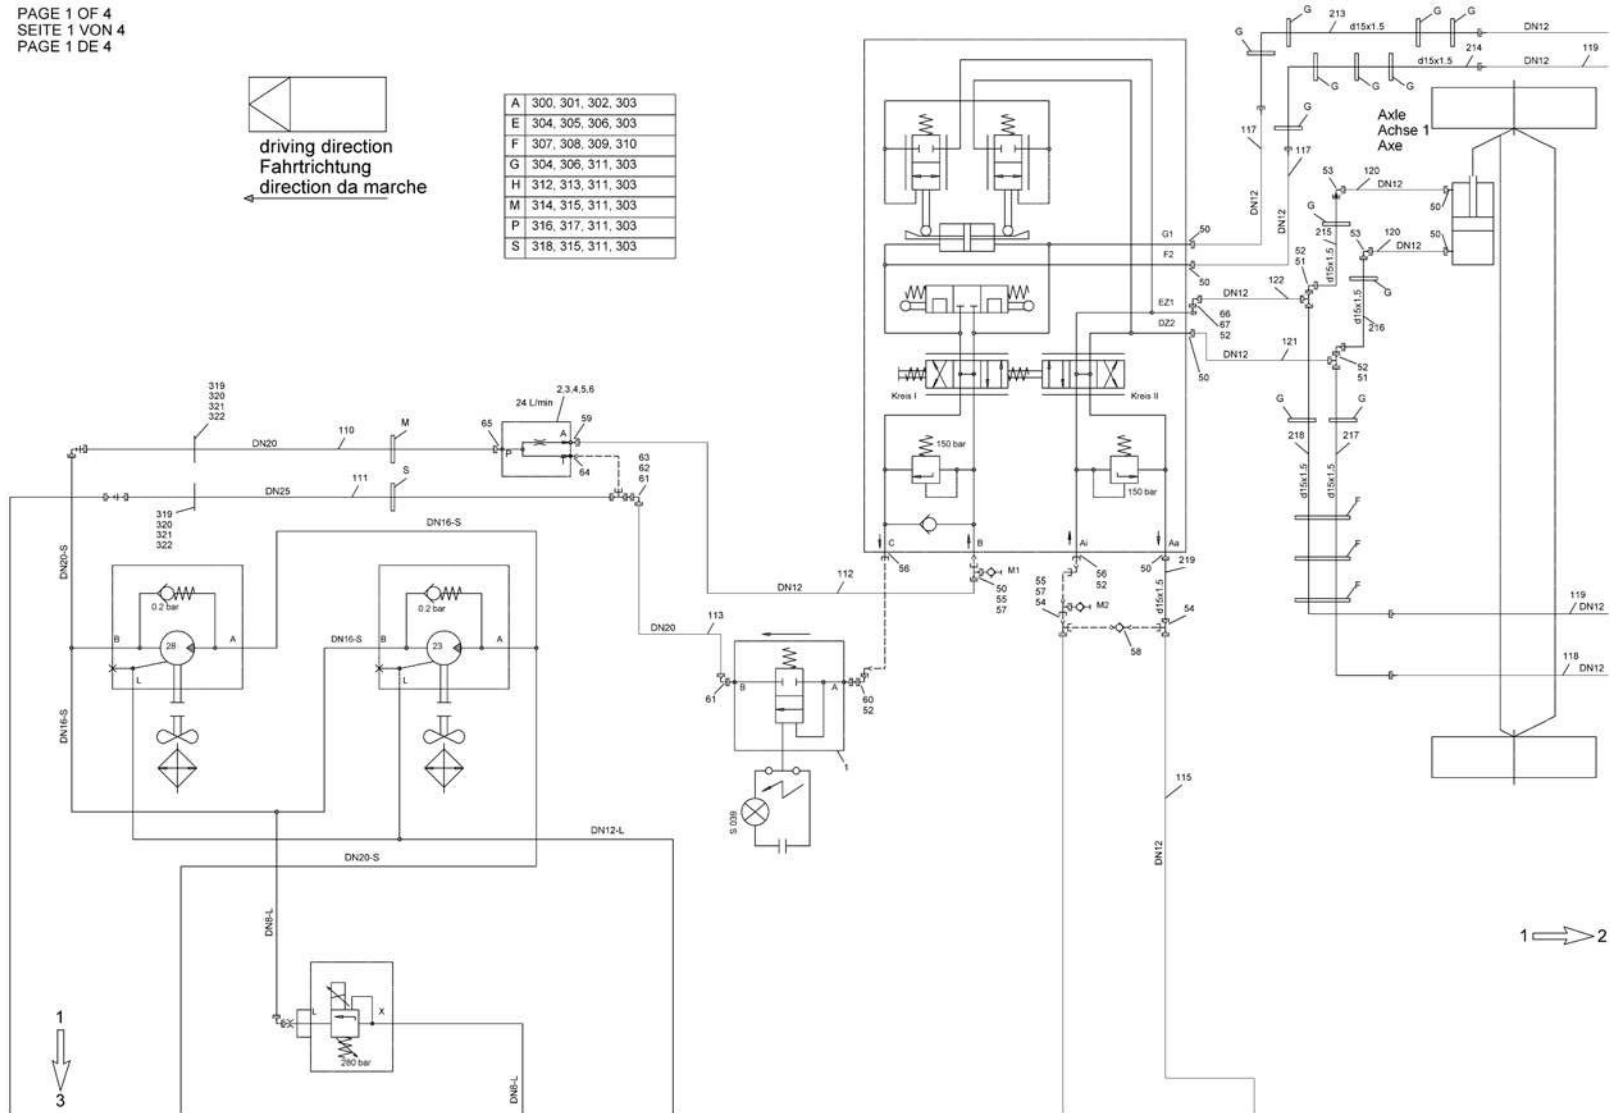 PAGE 1 OF 4
SEITE 1 VON 4
PAGE 1 DE 4
driving direction
Fahrtrichtung
direction da marche
A 300, 301, 302, 303
E 304, 305, 306, 303
F 307, 308, 309, 310
G 304, 306, 311, 303
H 312, 313, 311, 303
M 314, 315, 311, 303
P 316, 317, 311, 303
S 318, 315, 311, 303
G 213 G G DN12
d15x1.5
G
214 119
d15x1.5 DN12
G G G
G
117
117
DN12
DN12
Axle
Achse 1
Axe
53 120
DN12
50
G
215
53 120
DN12
50
d15x1.5
52
51
G
d15x1.5
216
G1 50
F2
50
EZ1
DN12 122
66
67
52
DZ2
DN12 121
50
52
51
Kreis I
Kreis II
G G
218 217
d15x1.5
d15x1.5
F
F
F
119
DN12
118
DN12
319
320
321
322
2,3,4,5,6
24 L/min
59
65
A
P
64
DN20 110 M
63
62
61
DN25 111 S
319
320
321
322
DN16-S
DN20-S
150 bar
150 bar
C B Ai Aa
56
M1
50
55
57
55
57
54
56
52
50
219
M2
d15x1.5
54
58
112
DN12
113
DN20
0.2 bar
0.2 bar
B 28 A
DN16-S
B 23 A
L
L
DN16-S
61
B A
60
52
1
S 039
115
DN12
DN12-L
DN20-S
DN8-L
L X
280 bar
DN8-L
1
3
1 2